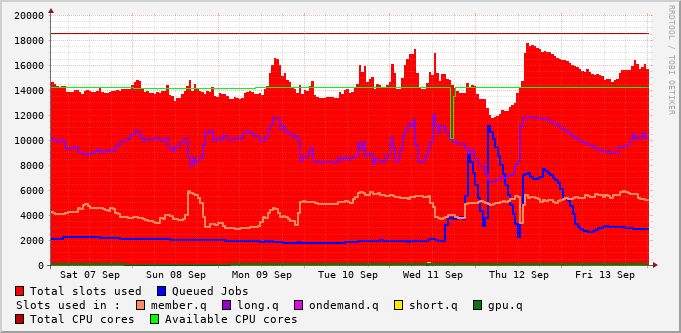 20000
18000
16000
14000
12000
10000
8000
6000
4000
2000
0
Sat 07 Sep Sun 08 Sep Mon 09 Sep Tue 10 Sep Wed 11 Sep Thu 12 Sep Fri 13 Sep
RRDTOOL / TOBI OETIKER
Total slots used Queued Jobs
Slots used in : member.q long.q ondemand.q short.q gpu.q
Total CPU cores Available CPU cores